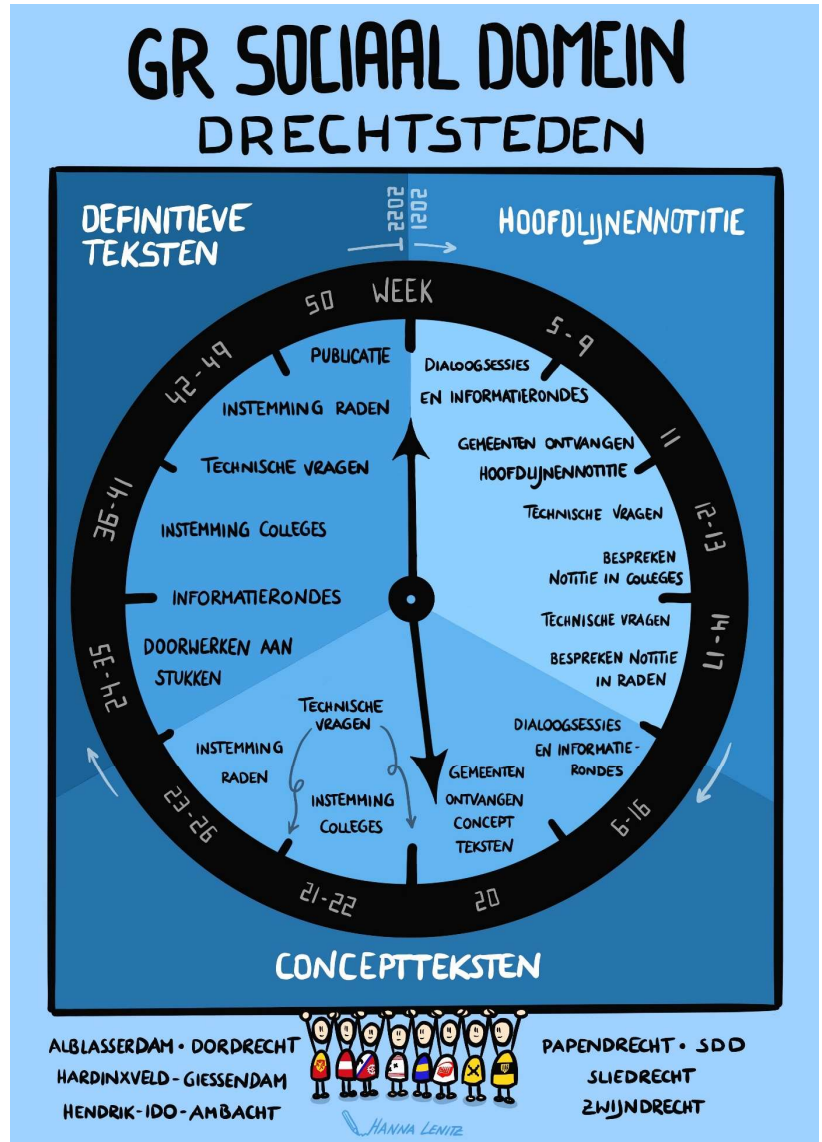 GR SOCIAAL DOMEIN
DRECHTSTEDEN
DEFINITIEVE
TEKSTEN
2022
2021
HOOFDLIJNENNOTITIE
WEEK
5-9
11
12-13
14-17
6-16
20
21-22
23-26
24-35
36-41
42-49
50
DIALOOGSESSIES
EN INFORMATIERONDES
GEMEENTEN ONTVANGEN
HOOFDLIJNENNOTITIE
TECHNISCHE VRAGEN
BESPREKEN
NOTITIE IN COLLEGES
TECHNISCHE VRAGEN
BESPREKEN NOTITIE
IN RADEN
DIALOOGSESSIES
EN INFORMATIE-
RONDES
GEMEENTEN
ONTVANGEN
CONCEPT
TEKSTEN
TECHNISCHE
VRAGEN
INSTEMMING
COLLEGES
INSTEMMING
RADEN
DOORWERKEN AAN
STUKKEN
INFORMATIERONDES
INSTEMMING COLLEGES
TECHNISCHE VRAGEN
INSTEMMING RADEN
PUBLICATIE
CONCEPTTEKSTEN
ALBLASSERDAM · DORDRECHT
HARDINXVELD-GIESSENDAM
HENDRIK-IDO-AMBACHT
PAPENDRECHT · SDD
SLIEDRECHT
ZWIJNDRECHT
HANNA LENITZ